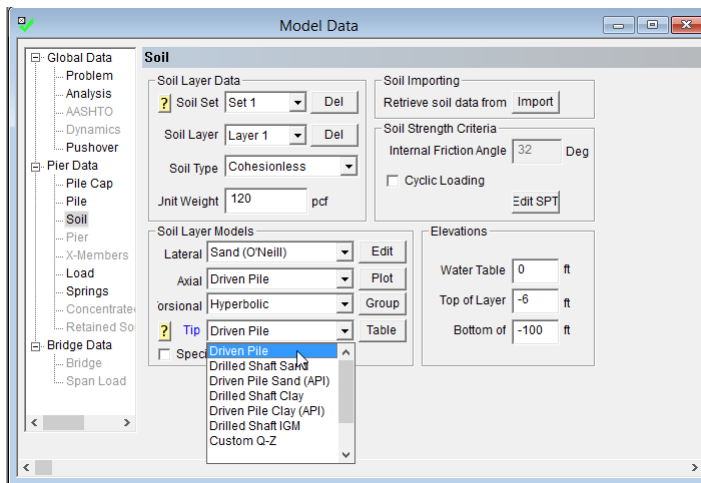 Model Data
Global Data
Problem
Analysis
AASHTO
Dynamics
Pushover
Pier Data
Pile Cap
Pile
Soil
Pier
X-Members
Load
Springs
Concentrate
Retained So
Bridge Data
Bridge
Span Load
Soil
Soil Layer Data
? Soil Set Set 1 Del
Soil Layer Layer 1 Del
Soil Type Cohesionless
Unit Weight 120 pcf
Soil Importing
Retrieve soil data from Import
Soil Strength Criteria
Internal Friction Angle 32 Deg
Cyclic Loading
Edit SPT
Soil Layer Models
Lateral Sand (O'Neill) Edit
Axial Driven Pile Plot
Torsional Hyperbolic Group
? Tip Driven Pile Table
Speci
Driven Pile
Drilled Shaft Sand
Driven Pile Sand (API)
Drilled Shaft Clay
Driven Pile Clay (API)
Drilled Shaft IGM
Custom Q-Z
Elevations
Water Table 0 ft
Top of Layer -6 ft
Bottom of -100 ft